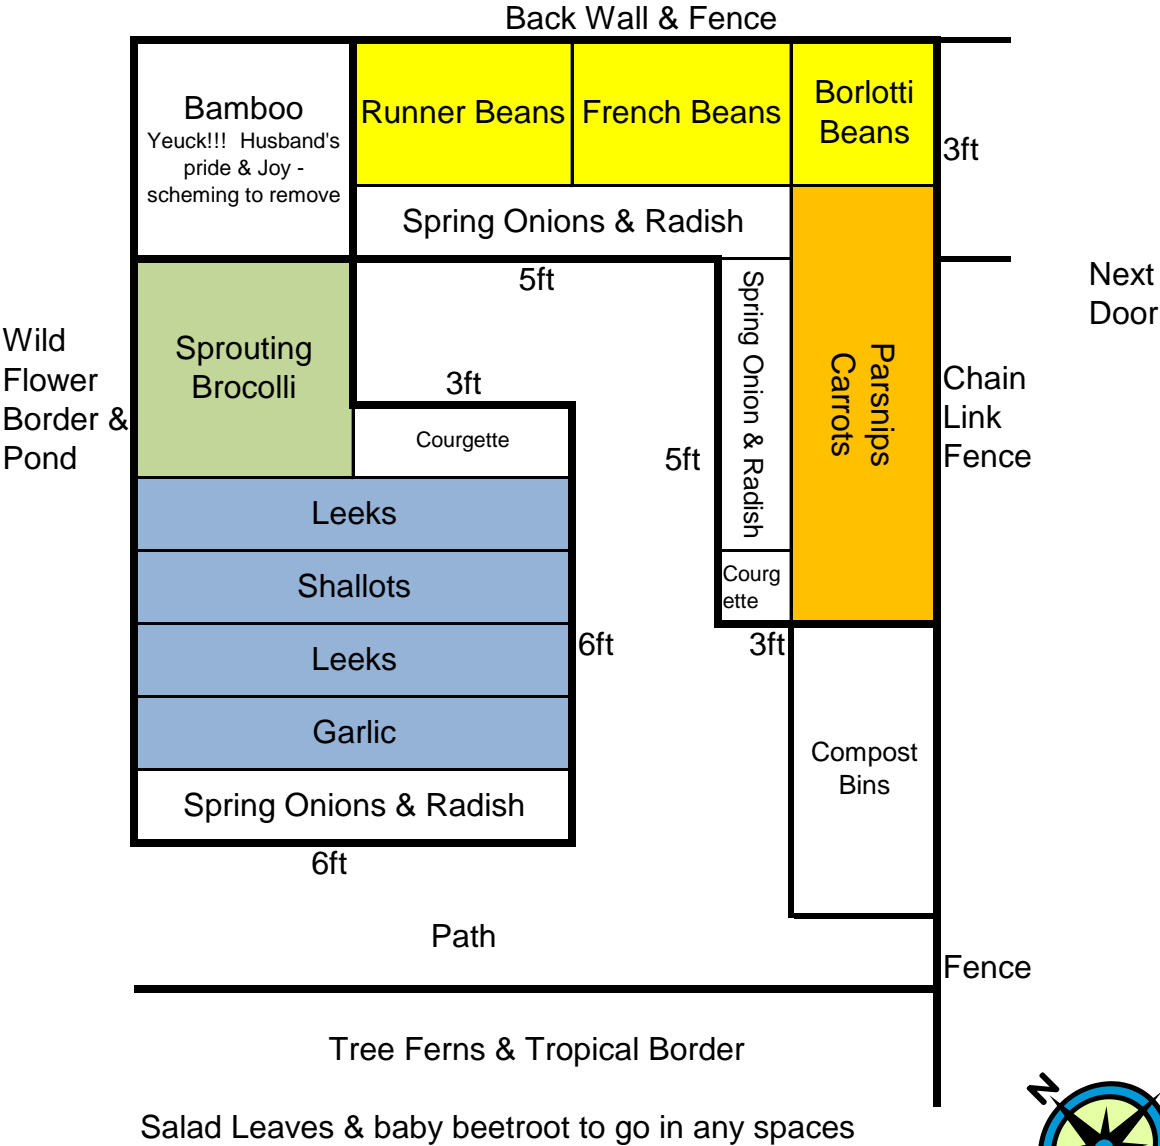 Back Wall & Fence
Bamboo
Yeuck!!! Husband's
pride & Joy -
scheming to remove
Runner Beans
French Beans
Borlotti
Beans
3ft
Spring Onions & Radish
5ft
Next
Door
Wild
Flower
Border &
Pond
Sprouting
Brocolli
3ft
Courgette
5ft
Spring Onion & Radish
Parsnips
Carrots
Chain
Link
Fence
Leeks
Shallots
Courg
ette
Leeks
6ft
3ft
Garlic
Compost
Bins
Spring Onions & Radish
6ft
Path
Fence
Tree Ferns & Tropical Border
N
Salad Leaves & baby beetroot to go in any spaces